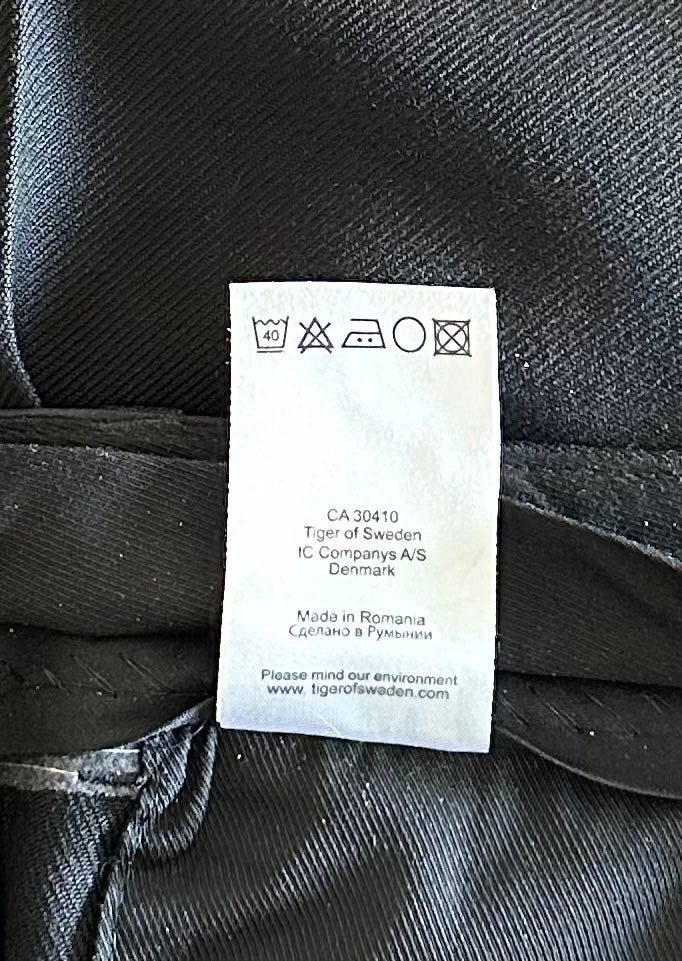 40
CA 30410
Tiger of Sweden
IC Companys A/S
Denmark
Made in Romania
Сделано в Румынии
Please mind our environment
www. tigerofsweden.com